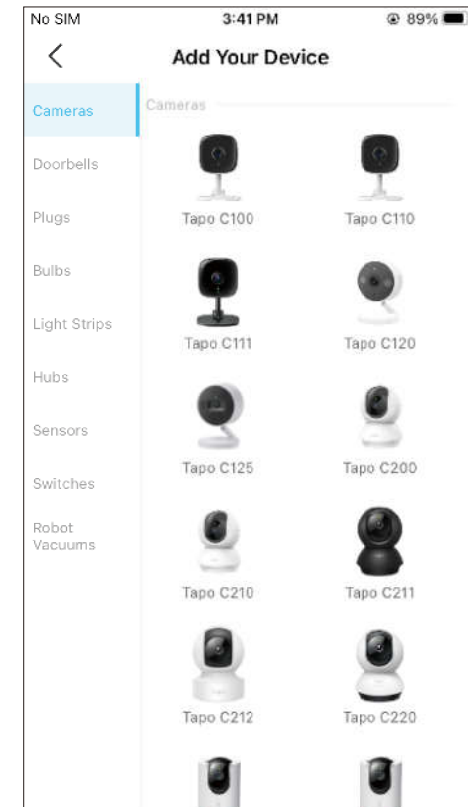 No SIM 3:41 PM 89%
Add Your Device
Cameras
Doorbells
Plugs
Bulbs
Light Strips
Hubs
Sensors
Switches
Robot
Vacuums
Cameras
Tapo C100 Tapo C110
Tapo C111 Tapo C120
Tapo C125 Tapo C200
Tapo C210 Tapo C211
Tapo C212 Tapo C220